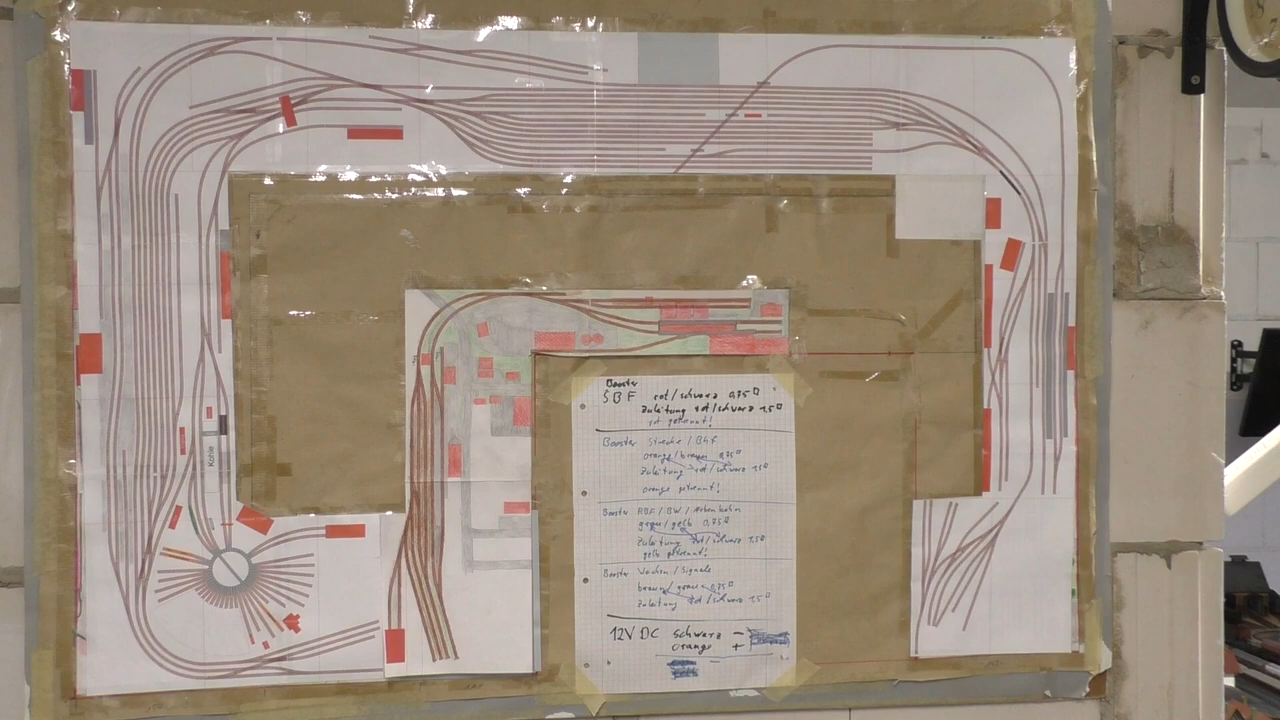 Kohle
Booster
SBF rot/schwarz 0,75□
Zuleitung rot/schwarz 1,5□
rot getrennt!
Booster Strecke / BHF
orange/braun 0,75□
Zuleitung rot/schwarz 1,5□
orange getrennt!
Booster RBF / BW / Nebenbahn
grau/gelb 0,75□
Zuleitung rot/schwarz 1,5□
gelb getrennt!
Booster Weichen / Signale
braun/grau 0,75□
Zuleitung rot/schwarz 1,5□
12V DC schwarz -
orange +